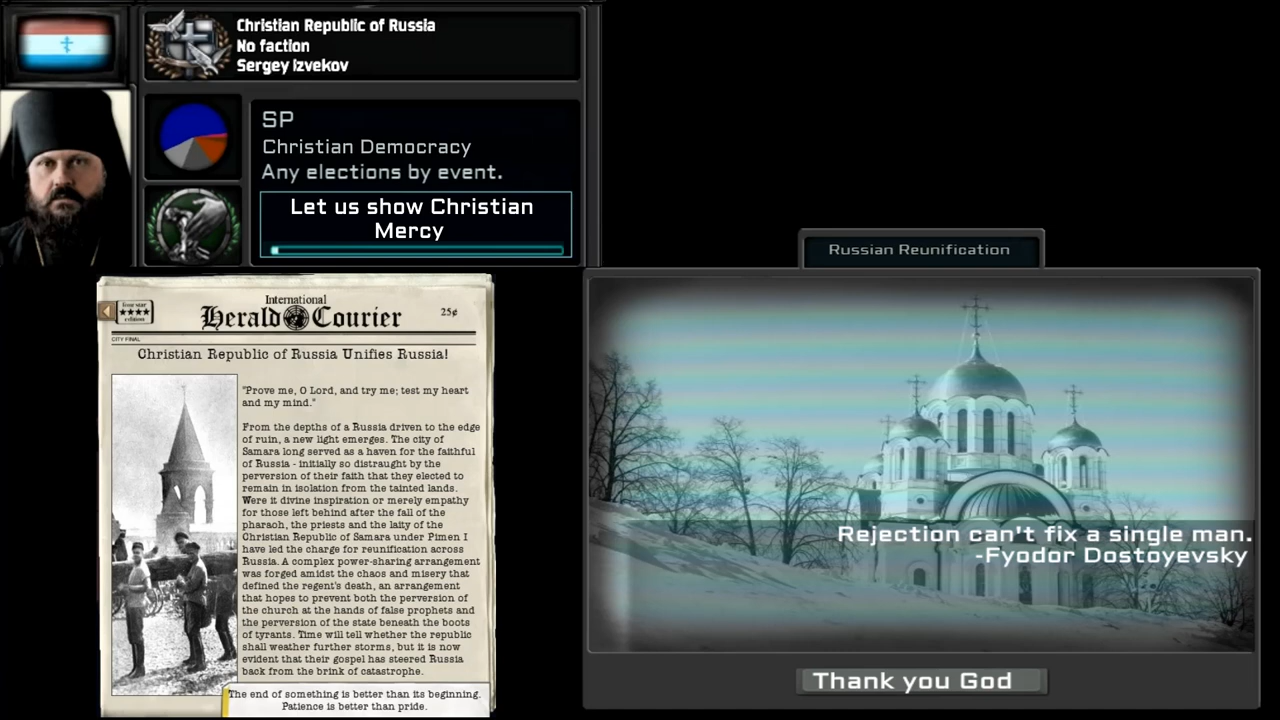 Christian Republic of Russia
No faction
Sergey Izvekov
SP
Christian Democracy
Any elections by event.
Let us show Christian
Mercy
four star
★★★★
edition
International
Herald Courier
25¢
CITY FINAL
Christian Republic of Russia Unifies Russia!
"Prove me, O Lord, and try me; test my heart
and my mind."
From the depths of a Russia driven to the edge
of ruin, a new light emerges. The city of
Samara long served as a haven for the faithful
of Russia - initially so distraught by the
perversion of their faith that they elected to
remain in isolation from the tainted lands.
Were it divine inspiration or merely empathy
for those left behind after the fall of the
pharaoh, the priests and the laity of the
Christian Republic of Samara under Pimen I
have led the charge for reunification across
Russia. A complex power-sharing arrangement
was forged amidst the chaos and misery that
defined the regent's death, an arrangement
that hopes to prevent both the perversion of
the church at the hands of false prophets and
the perversion of the state beneath the boots
of tyrants. Time will tell whether the republic
shall weather further storms, but it is now
evident that their gospel has steered Russia
back from the brink of catastrophe.
The end of something is better than its beginning.
Patience is better than pride.
Russian Reunification
Rejection can't fix a single man.
-Fyodor Dostoyevsky
Thank you God